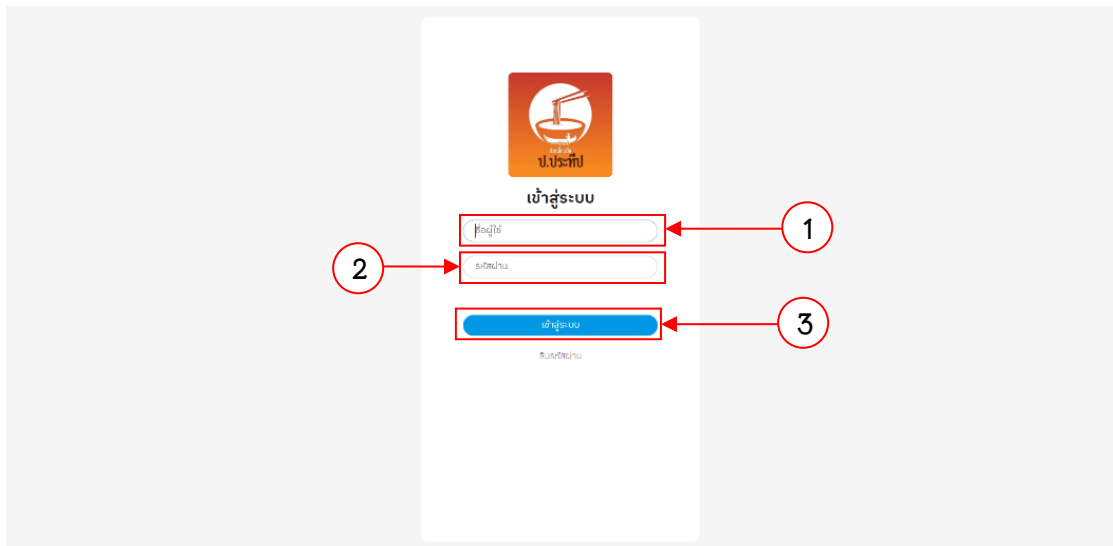 ป.ประทีป
เข้าสู่ระบบ
ชื่อผู้ใช้
1
2
รหัสผ่าน
เข้าสู่ระบบ
3
ลืมรหัสผ่าน